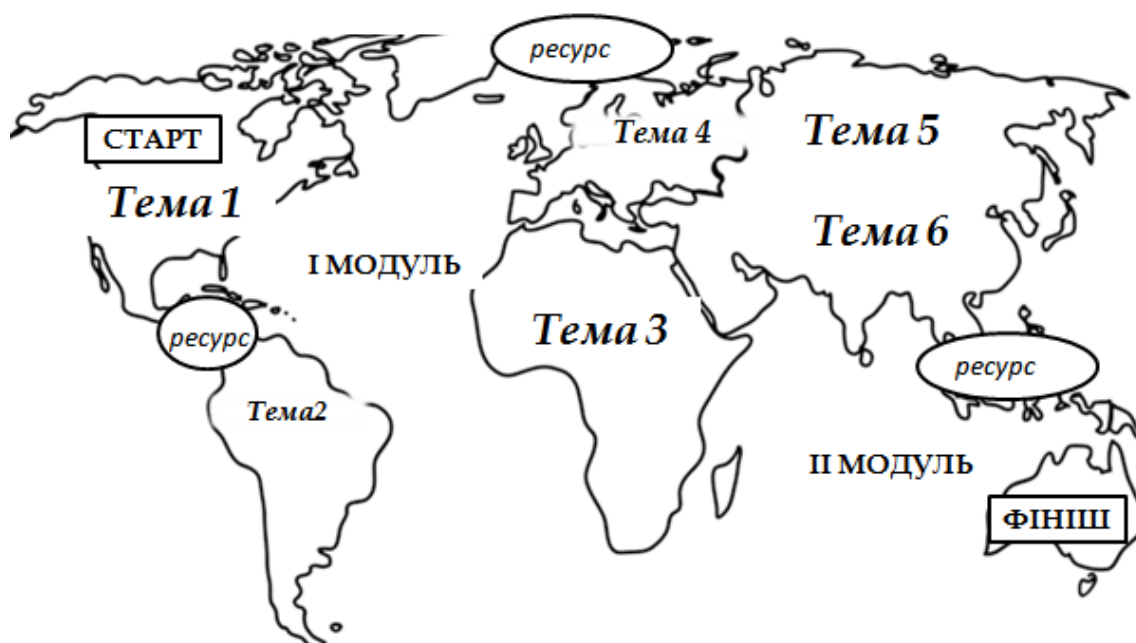 ресурс
СТАРТ
Тема 4
Тема 5
Тема 1
Тема 6
І МОДУЛЬ
Тема 3
ресурс
ресурс
Тема2
ІІ МОДУЛЬ
ФІНІШ